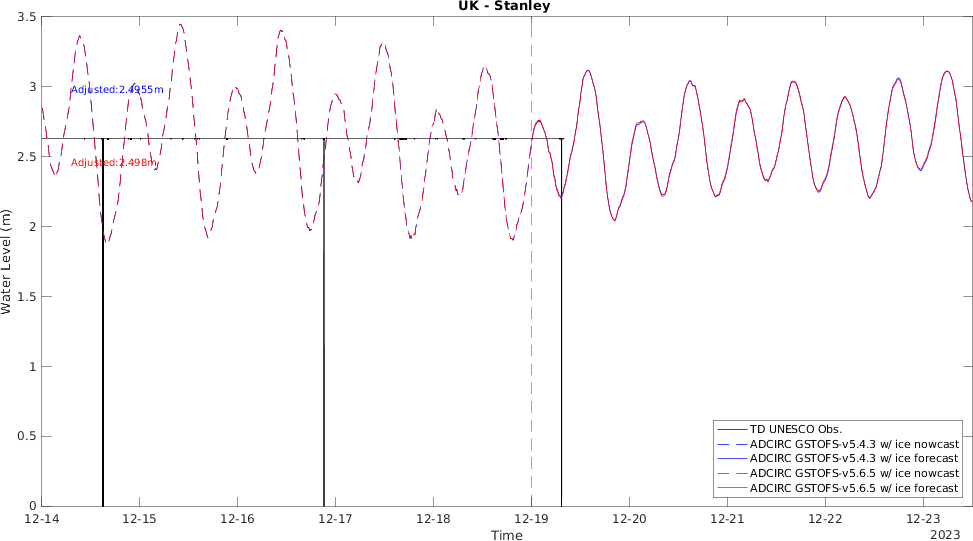 UK - Stanley
3.5
3
2.5
2
1.5
1
0.5
0
Water Level (m)
Adjusted:2.4955m
Adjusted:2.498m
TD UNESCO Obs.
ADCIRC GSTOFS-v5.4.3 w/ ice nowcast
ADCIRC GSTOFS-v5.4.3 w/ ice forecast
ADCIRC GSTOFS-v5.6.5 w/ ice nowcast
ADCIRC GSTOFS-v5.6.5 w/ ice forecast
12-14 12-15 12-16 12-17 12-18 12-19 12-20 12-21 12-22 12-23
Time
2023